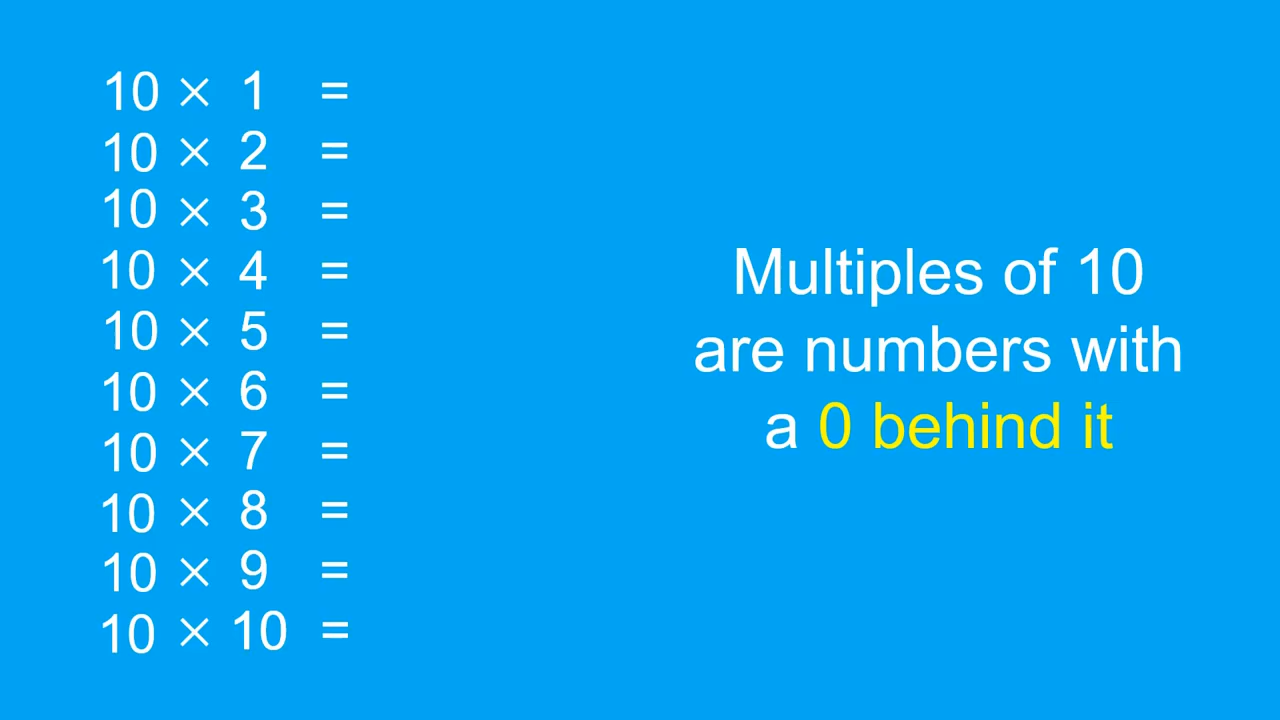 10 × 1 =
10 × 2 =
10 × 3 =
10 × 4 =
10 × 5 =
10 × 6 =
10 × 7 =
10 × 8 =
10 × 9 =
10 × 10 =
Multiples of 10
are numbers with
a 0 behind it